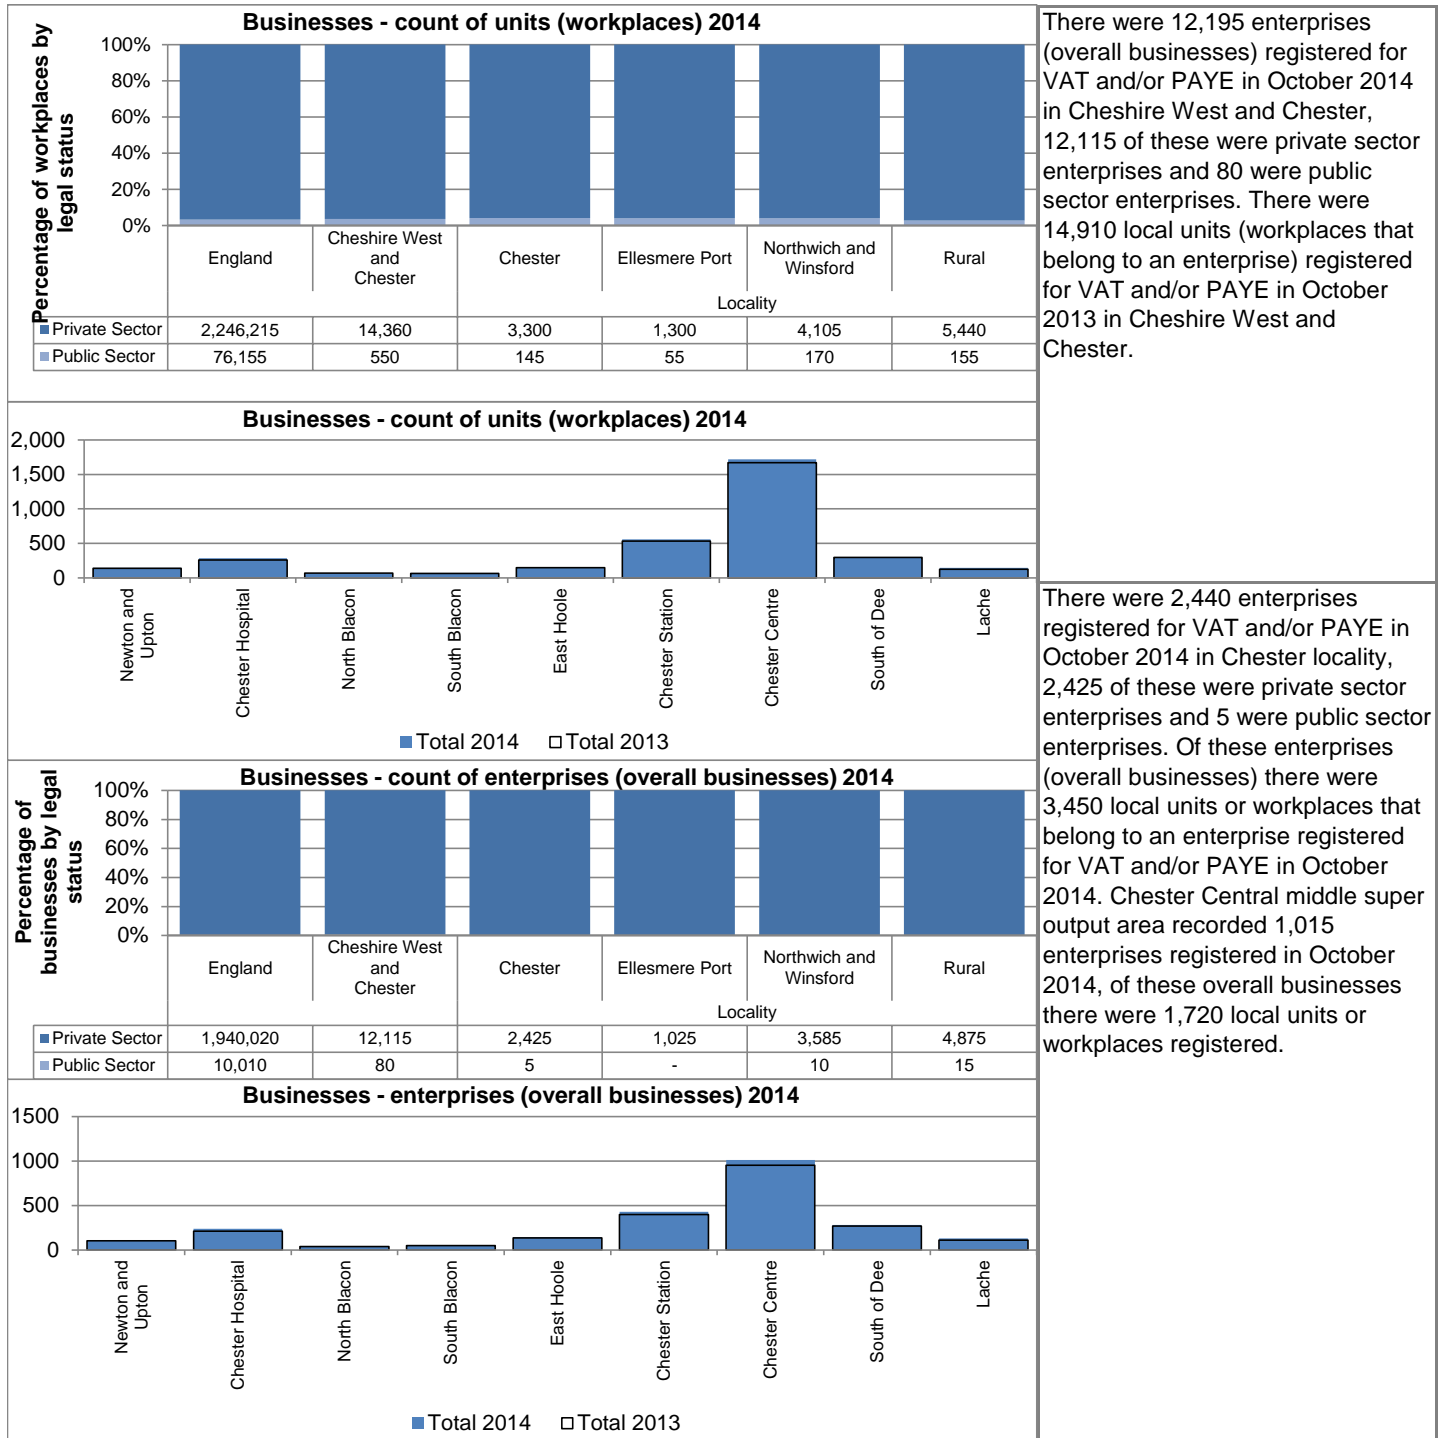 Businesses - count of units (workplaces) 2014
Percentage of workplaces by
legal status
100%
80%
60%
40%
20%
0%
England
Cheshire West
and
Chester
Chester
Ellesmere Port
Northwich and
Winsford
Rural
Locality
Private Sector 2,246,215 14,360 3,300 1,300 4,105 5,440
Public Sector 76,155 550 145 55 170 155
There were 12,195 enterprises
(overall businesses) registered for
VAT and/or PAYE in October 2014
in Cheshire West and Chester,
12,115 of these were private sector
enterprises and 80 were public
sector enterprises. There were
14,910 local units (workplaces that
belong to an enterprise) registered
for VAT and/or PAYE in October
2013 in Cheshire West and
Chester.
Businesses - count of units (workplaces) 2014
2,000
1,500
1,000
500
0
Newton and
Upton
Chester Hospital
North Blacon
South Blacon
East Hoole
Chester Station
Chester Centre
South of Dee
Lache
Total 2014 Total 2013
There were 2,440 enterprises
registered for VAT and/or PAYE in
October 2014 in Chester locality,
2,425 of these were private sector
enterprises and 5 were public sector
enterprises. Of these enterprises
(overall businesses) there were
3,450 local units or workplaces that
belong to an enterprise registered
for VAT and/or PAYE in October
2014. Chester Central middle super
output area recorded 1,015
enterprises registered in October
2014, of these overall businesses
there were 1,720 local units or
workplaces registered.
Businesses - count of enterprises (overall businesses) 2014
Percentage of
businesses by legal
status
100%
80%
60%
40%
20%
0%
England
Cheshire West
and
Chester
Chester
Ellesmere Port
Northwich and
Winsford
Rural
Locality
Private Sector 1,940,020 12,115 2,425 1,025 3,585 4,875
Public Sector 10,010 80 5 - 10 15
Businesses - enterprises (overall businesses) 2014
1500
1000
500
0
Newton and
Upton
Chester Hospital
North Blacon
South Blacon
East Hoole
Chester Station
Chester Centre
South of Dee
Lache
Total 2014 Total 2013